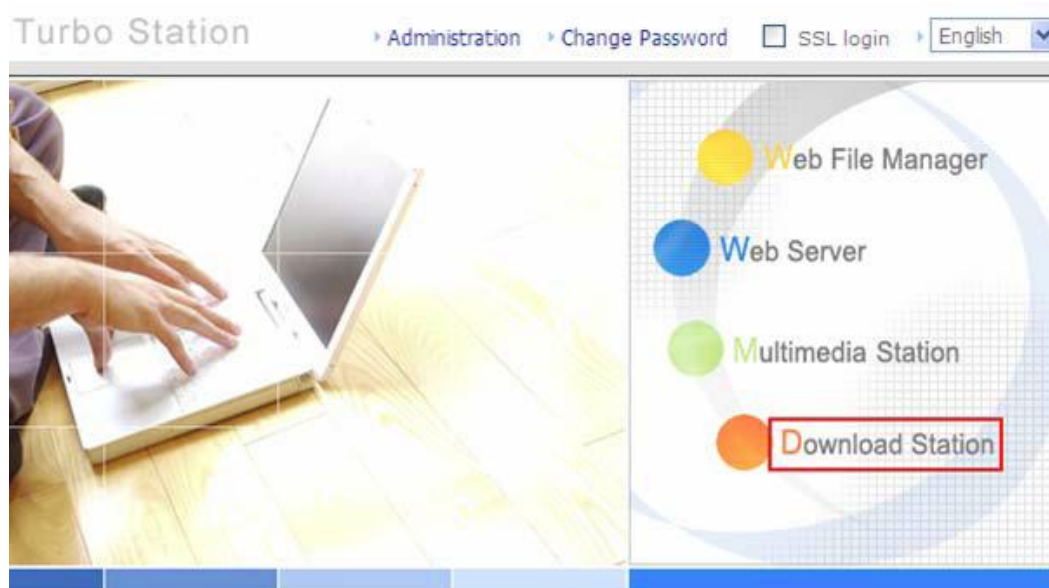 Turbo Station Administration Change Password SSL login English
Web File Manager
Web Server
Multimedia Station
Download Station